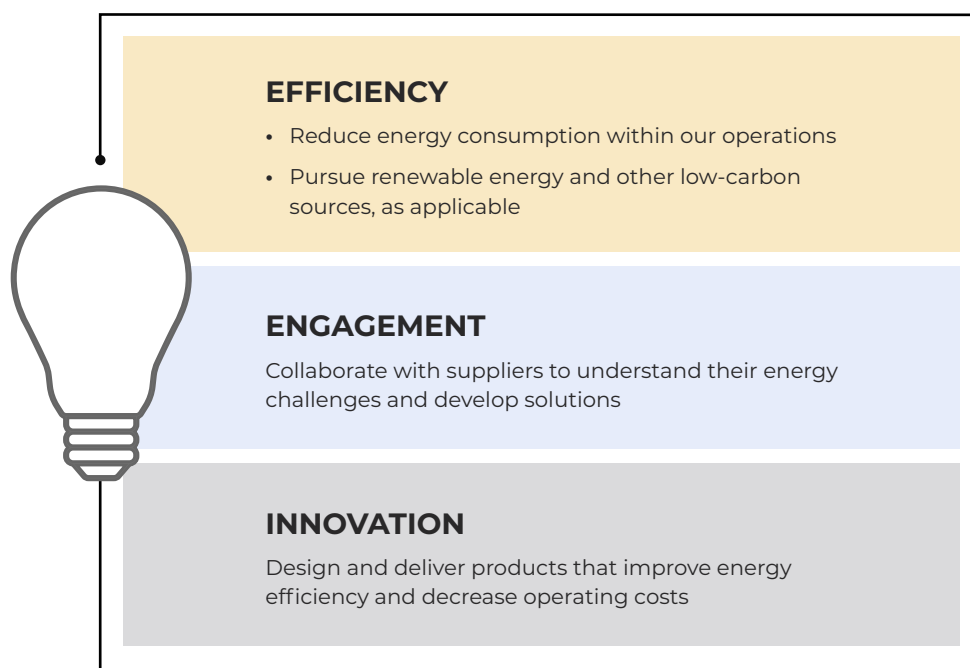 EFFICIENCY
• Reduce energy consumption within our operations
• Pursue renewable energy and other low-carbon
sources, as applicable
ENGAGEMENT
Collaborate with suppliers to understand their energy
challenges and develop solutions
INNOVATION
Design and deliver products that improve energy
efficiency and decrease operating costs